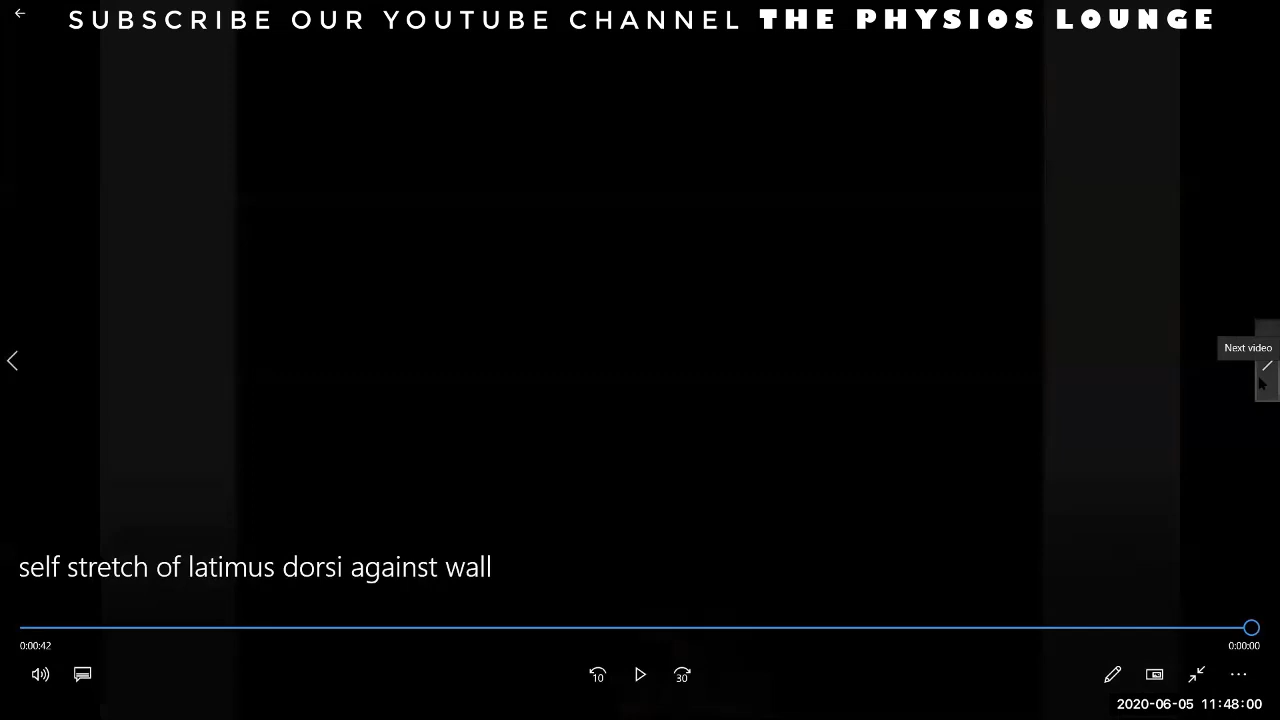 SUBSCRIBE OUR YOUTUBE CHANNEL THE PHYSIOS LOUNGE
Next video
self stretch of latimus dorsi against wall
0:00:42
0:00:00
10
30
2020-06-05 11:48:00